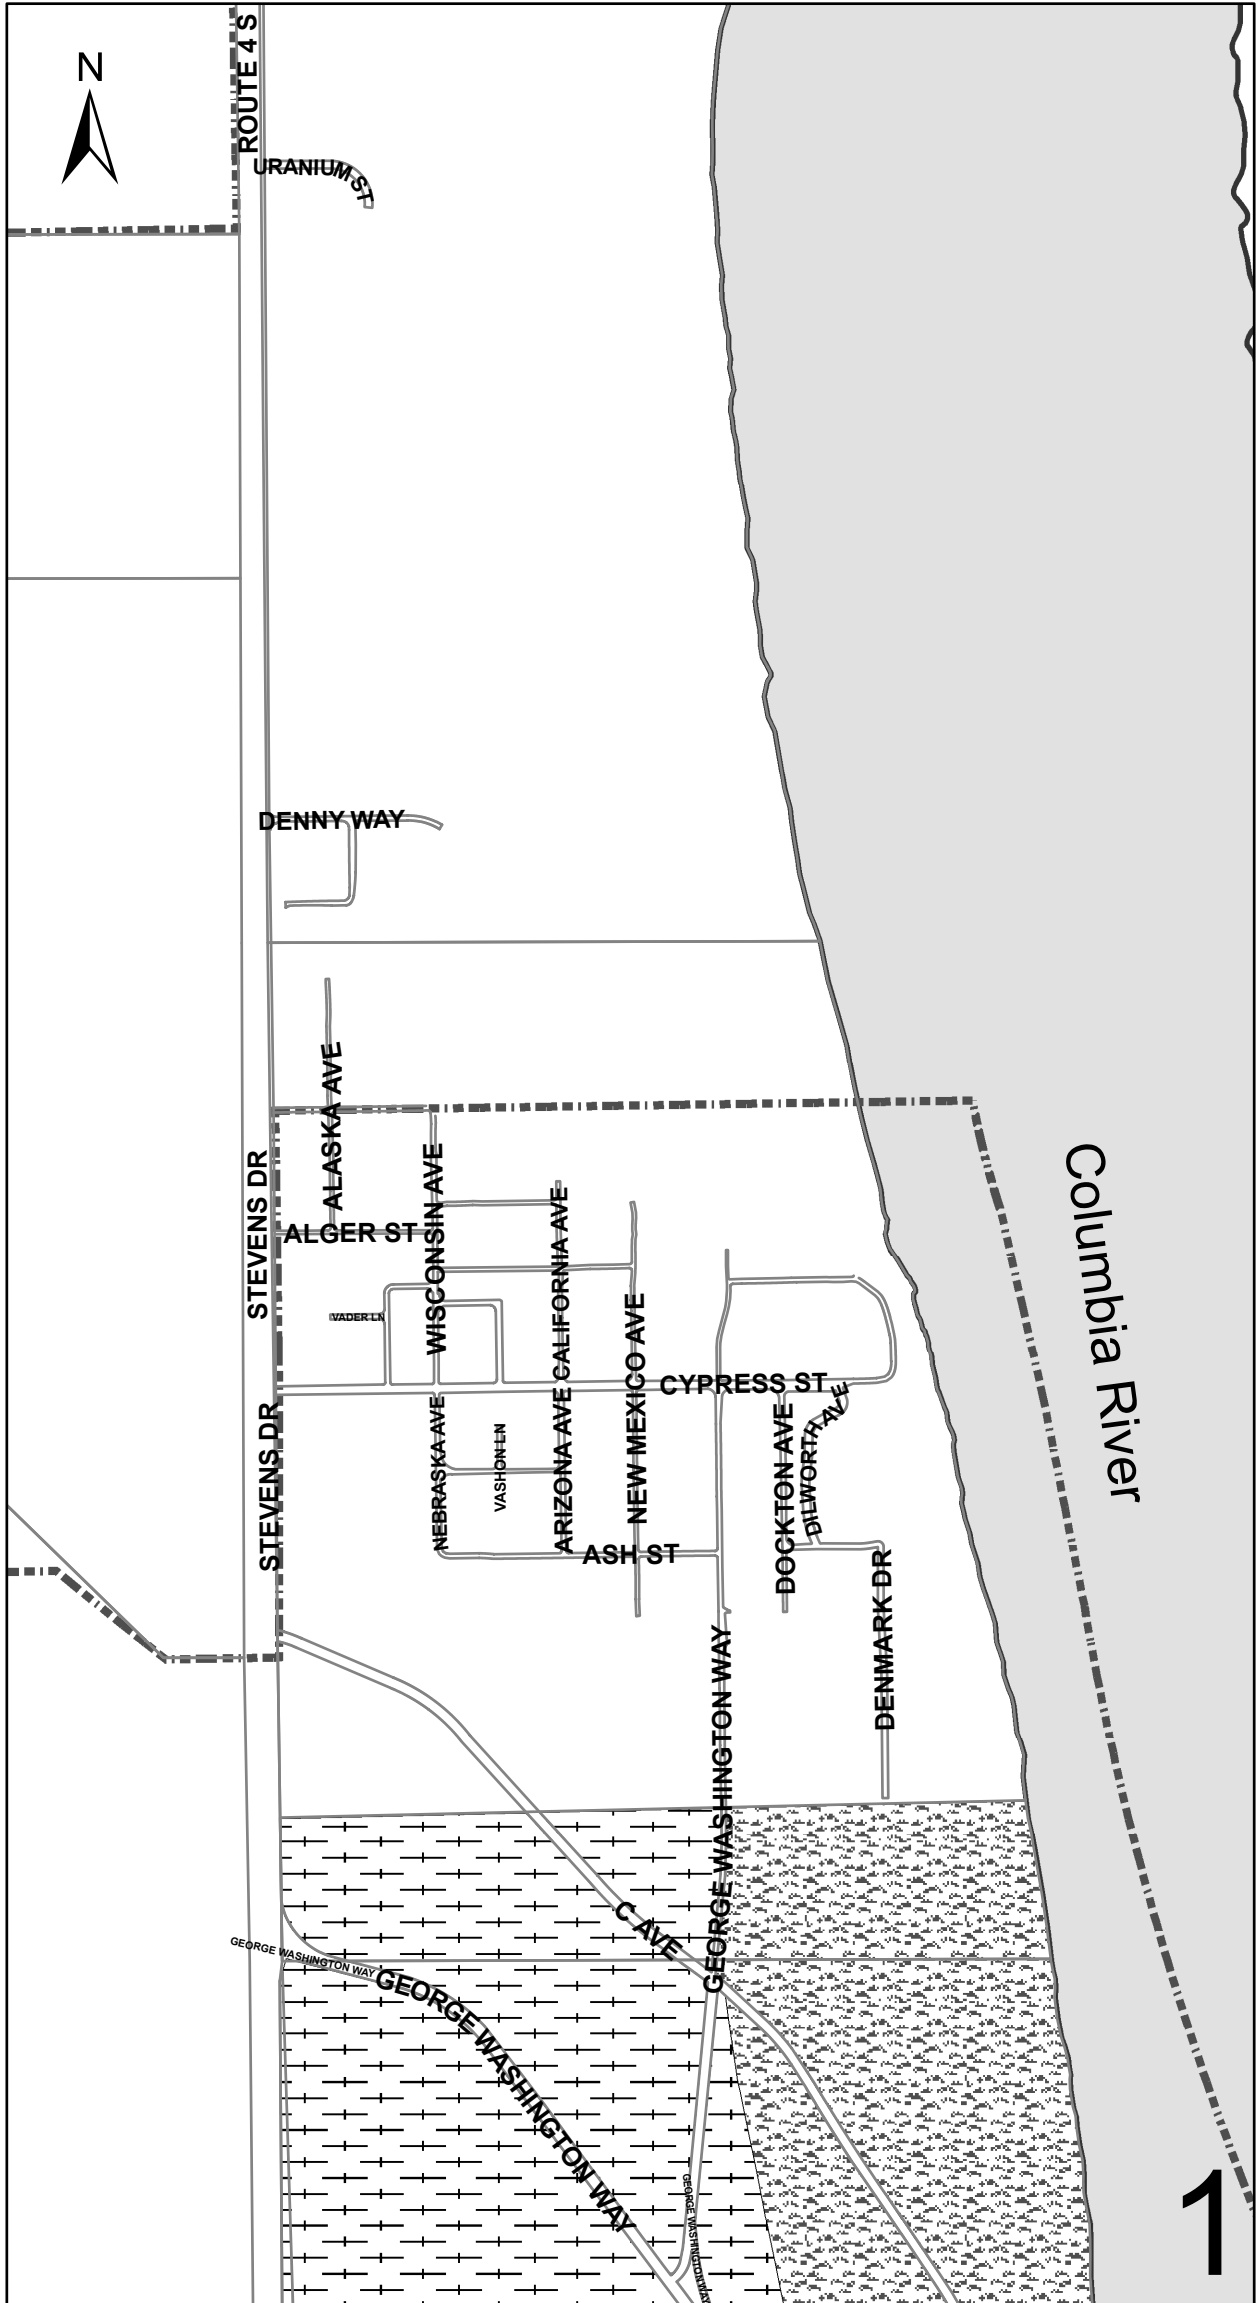 ROUTE 4 S
N
URANIUM ST
DENNY WAY
ALASKA AVE
STEVENS DR
WISCONSIN AVE
ALGER ST
CALIFORNIA AVE
Columbia River
NEW MEXICO AVE
VADER LN
CYPRESS ST
STEVENS DR
NEBRASKA AVE
VASHON LN
ARIZONA AVE
DOCKTON AVE
DILWORTH AVE
ASH ST
DENMARK DR
GEORGE WASHINGTON WAY
C AVE
GEORGE WASHINGTON WAY
GEORGE WASHINGTON WAY
GEORGE WASHINGTON WAY
1